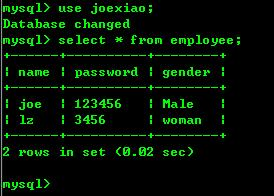 mysql> use joexiao;
Database changed
mysql> select * from employee;
+------+----------+--------+
| name | password | gender |
+------+----------+--------+
| joe  | 123456   | Male   |
| lz   | 3456     | woman  |
+------+----------+--------+
2 rows in set (0.02 sec)
mysql>